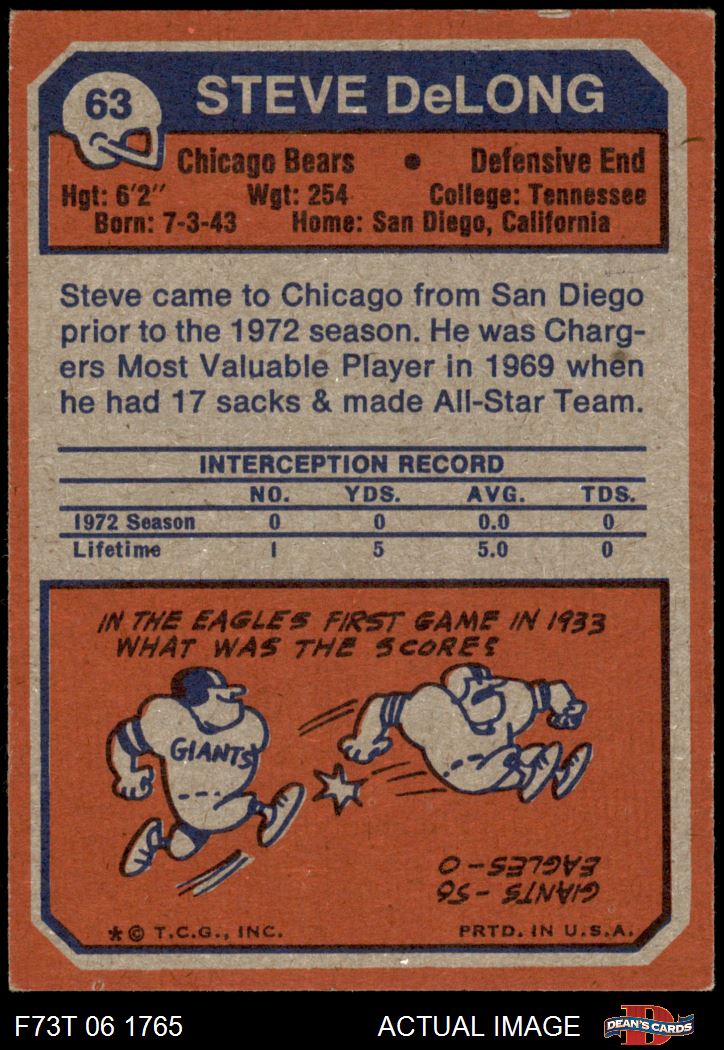 63
STEVE DeLONG
Chicago Bears • Defensive End
Hgt: 6'2" Wgt: 254 College: Tennessee
Born: 7-3-43 Home: San Diego, California
Steve came to Chicago from San Diego
prior to the 1972 season. He was Charg-
ers Most Valuable Player in 1969 when
he had 17 sacks & made All-Star Team.
INTERCEPTION RECORD
NO. YDS. AVG. TDS.
1972 Season 0 0 0.0 0
Lifetime 1 5 5.0 0
IN THE EAGLES FIRST GAME IN 1933
WHAT WAS THE SCORE?
GIANTS
GIANTS - 56
EAGLES - 0
* © T.C.G., INC. PRTD. IN U.S.A.
F73T 06 1765 ACTUAL IMAGE
D
DEAN'S CARDS